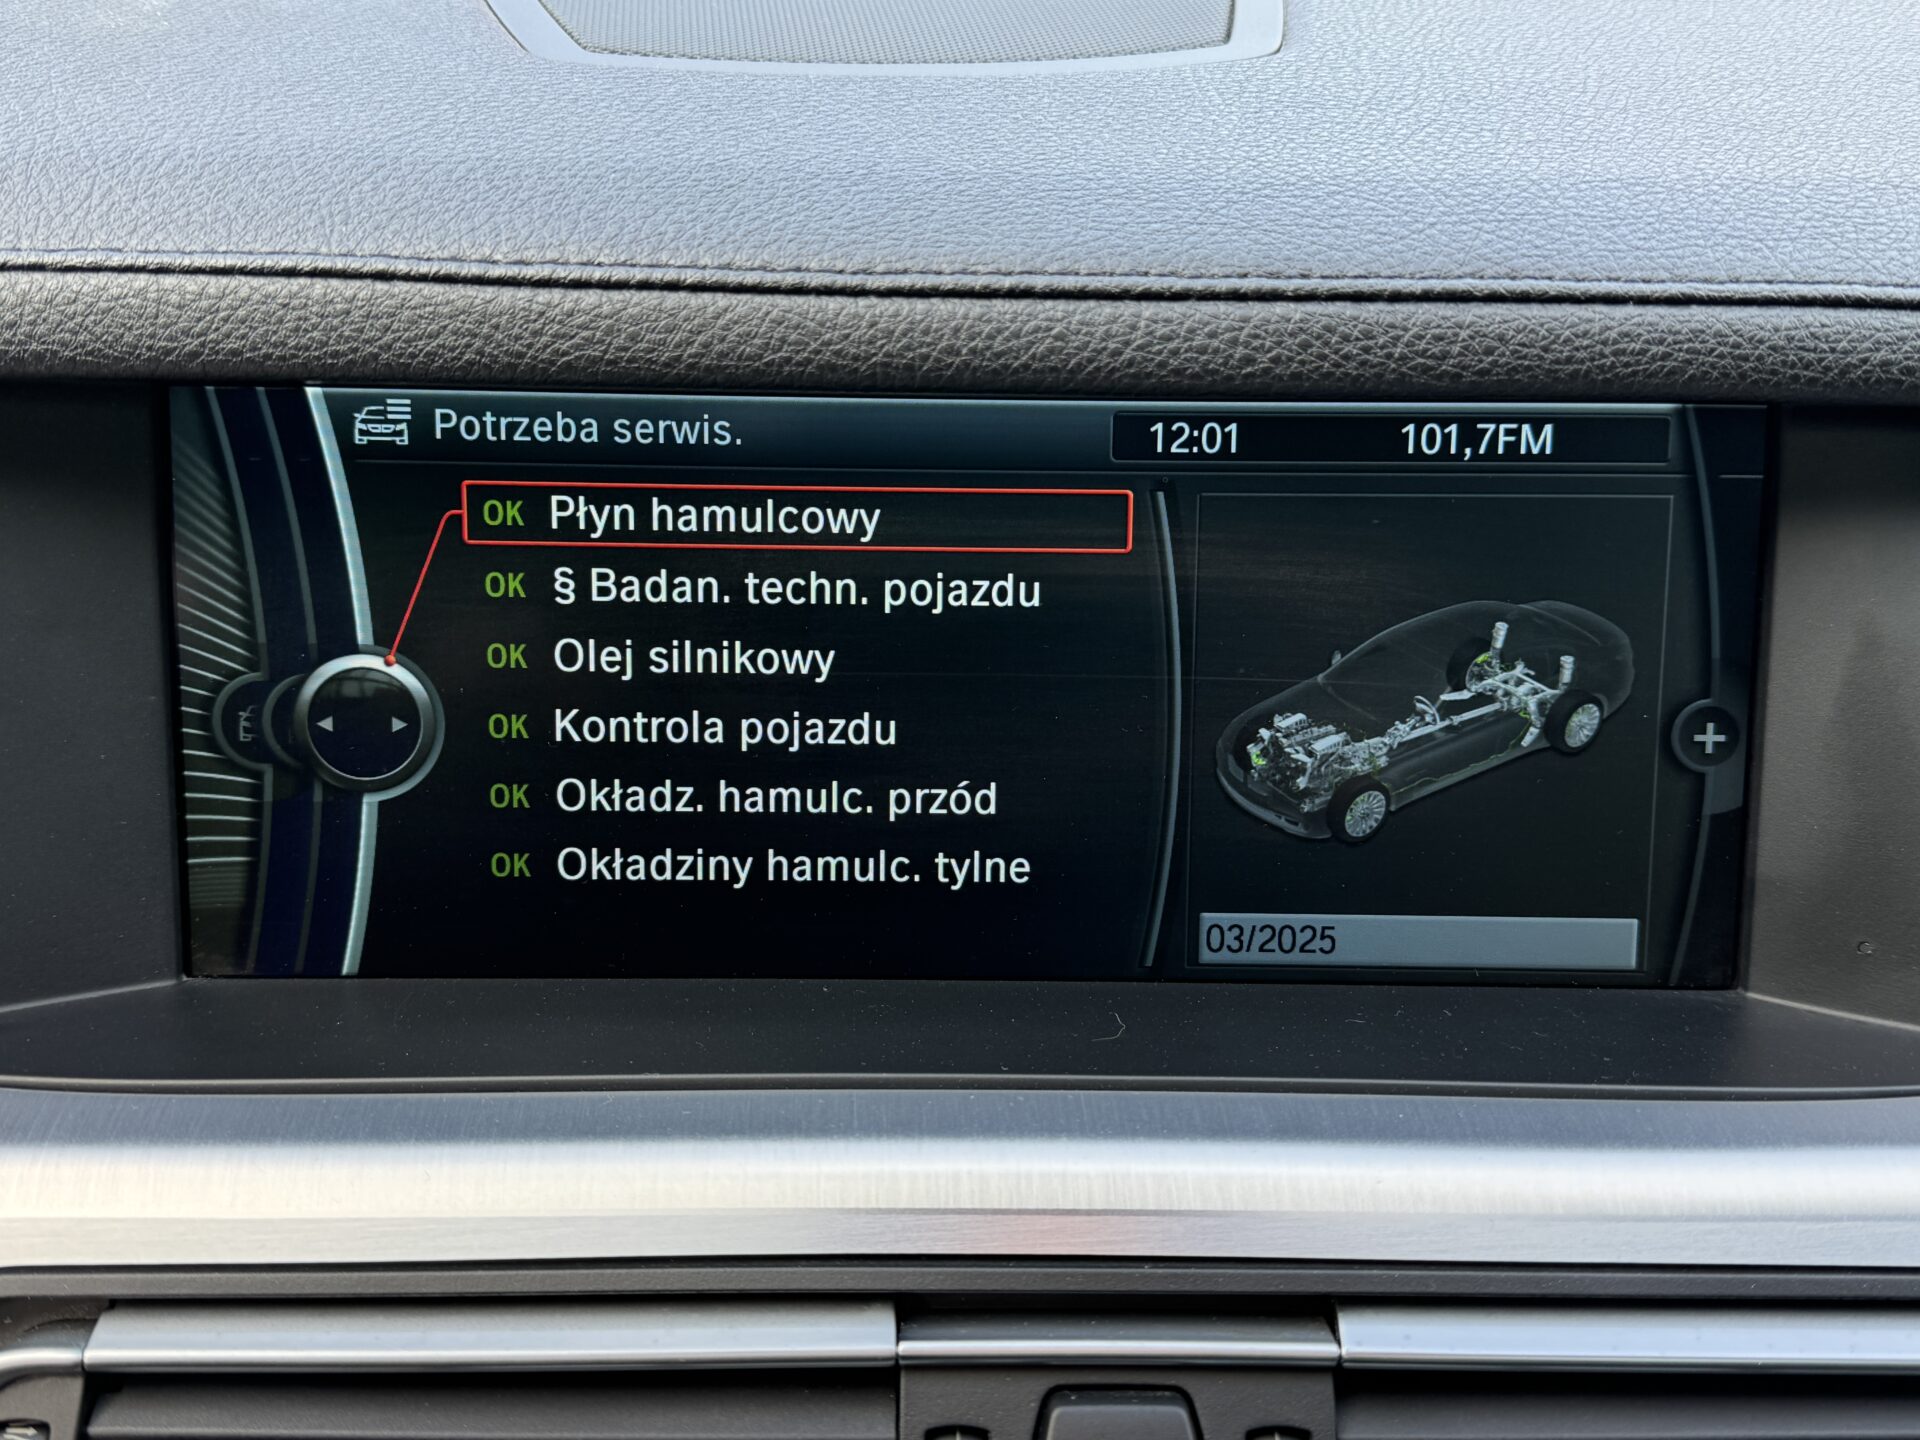 Potrzeba serwis.
12:01
101,7FM
OK Płyn hamulcowy
OK § Badan. techn. pojazdu
OK Olej silnikowy
OK Kontrola pojazdu
OK Okładz. hamulc. przód
OK Okładziny hamulc. tylne
03/2025